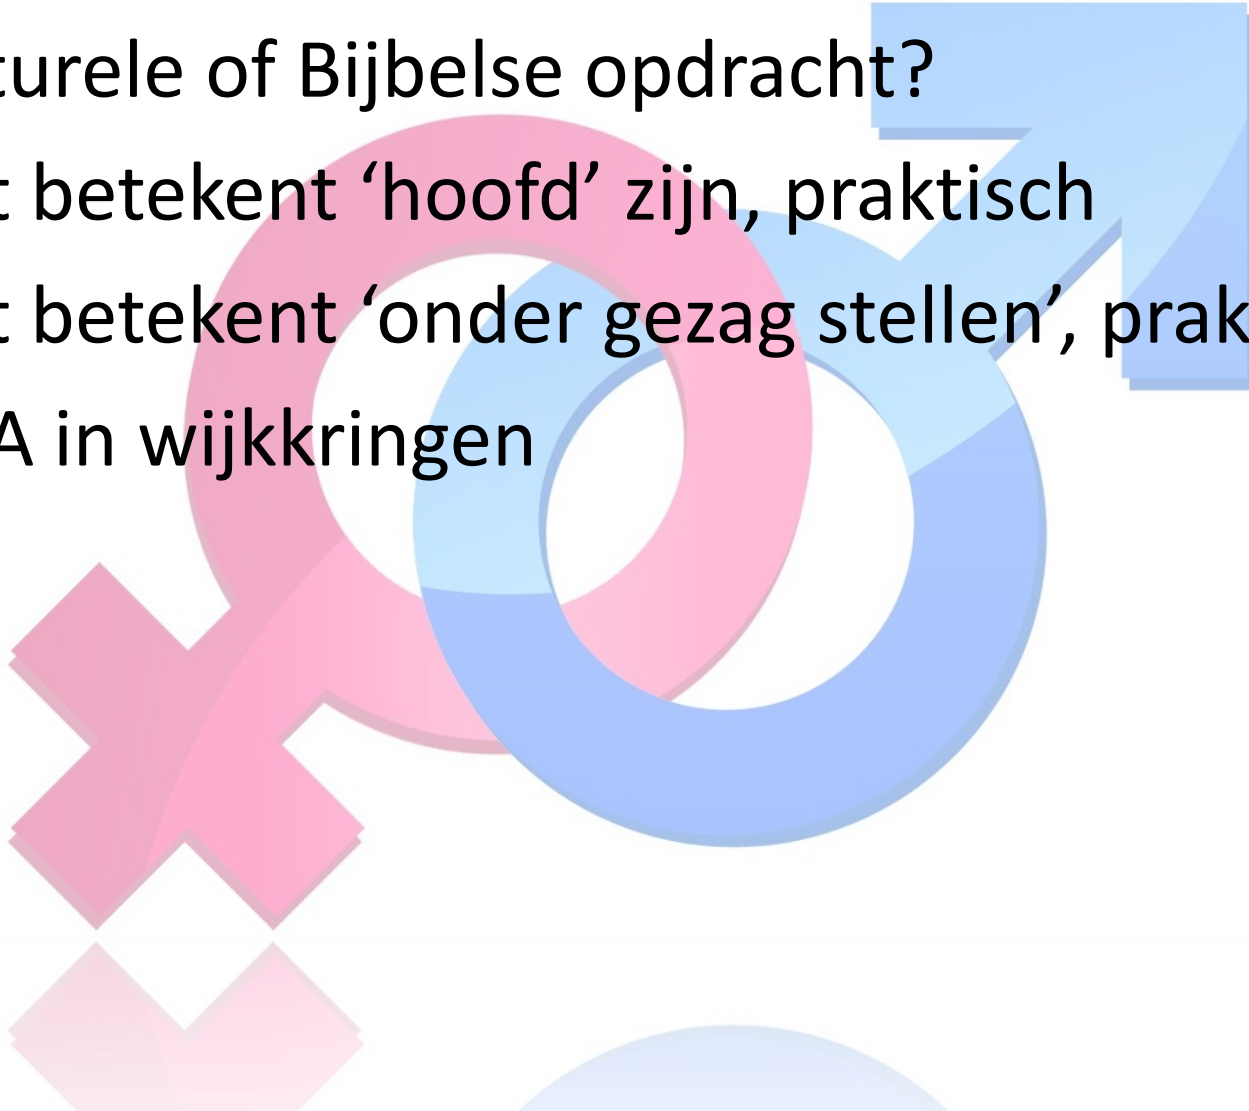 turele of Bijbelse opdracht?
t betekent ‘hoofd’ zijn, praktisch
t betekent ‘onder gezag stellen’, prak
A in wijkkringen